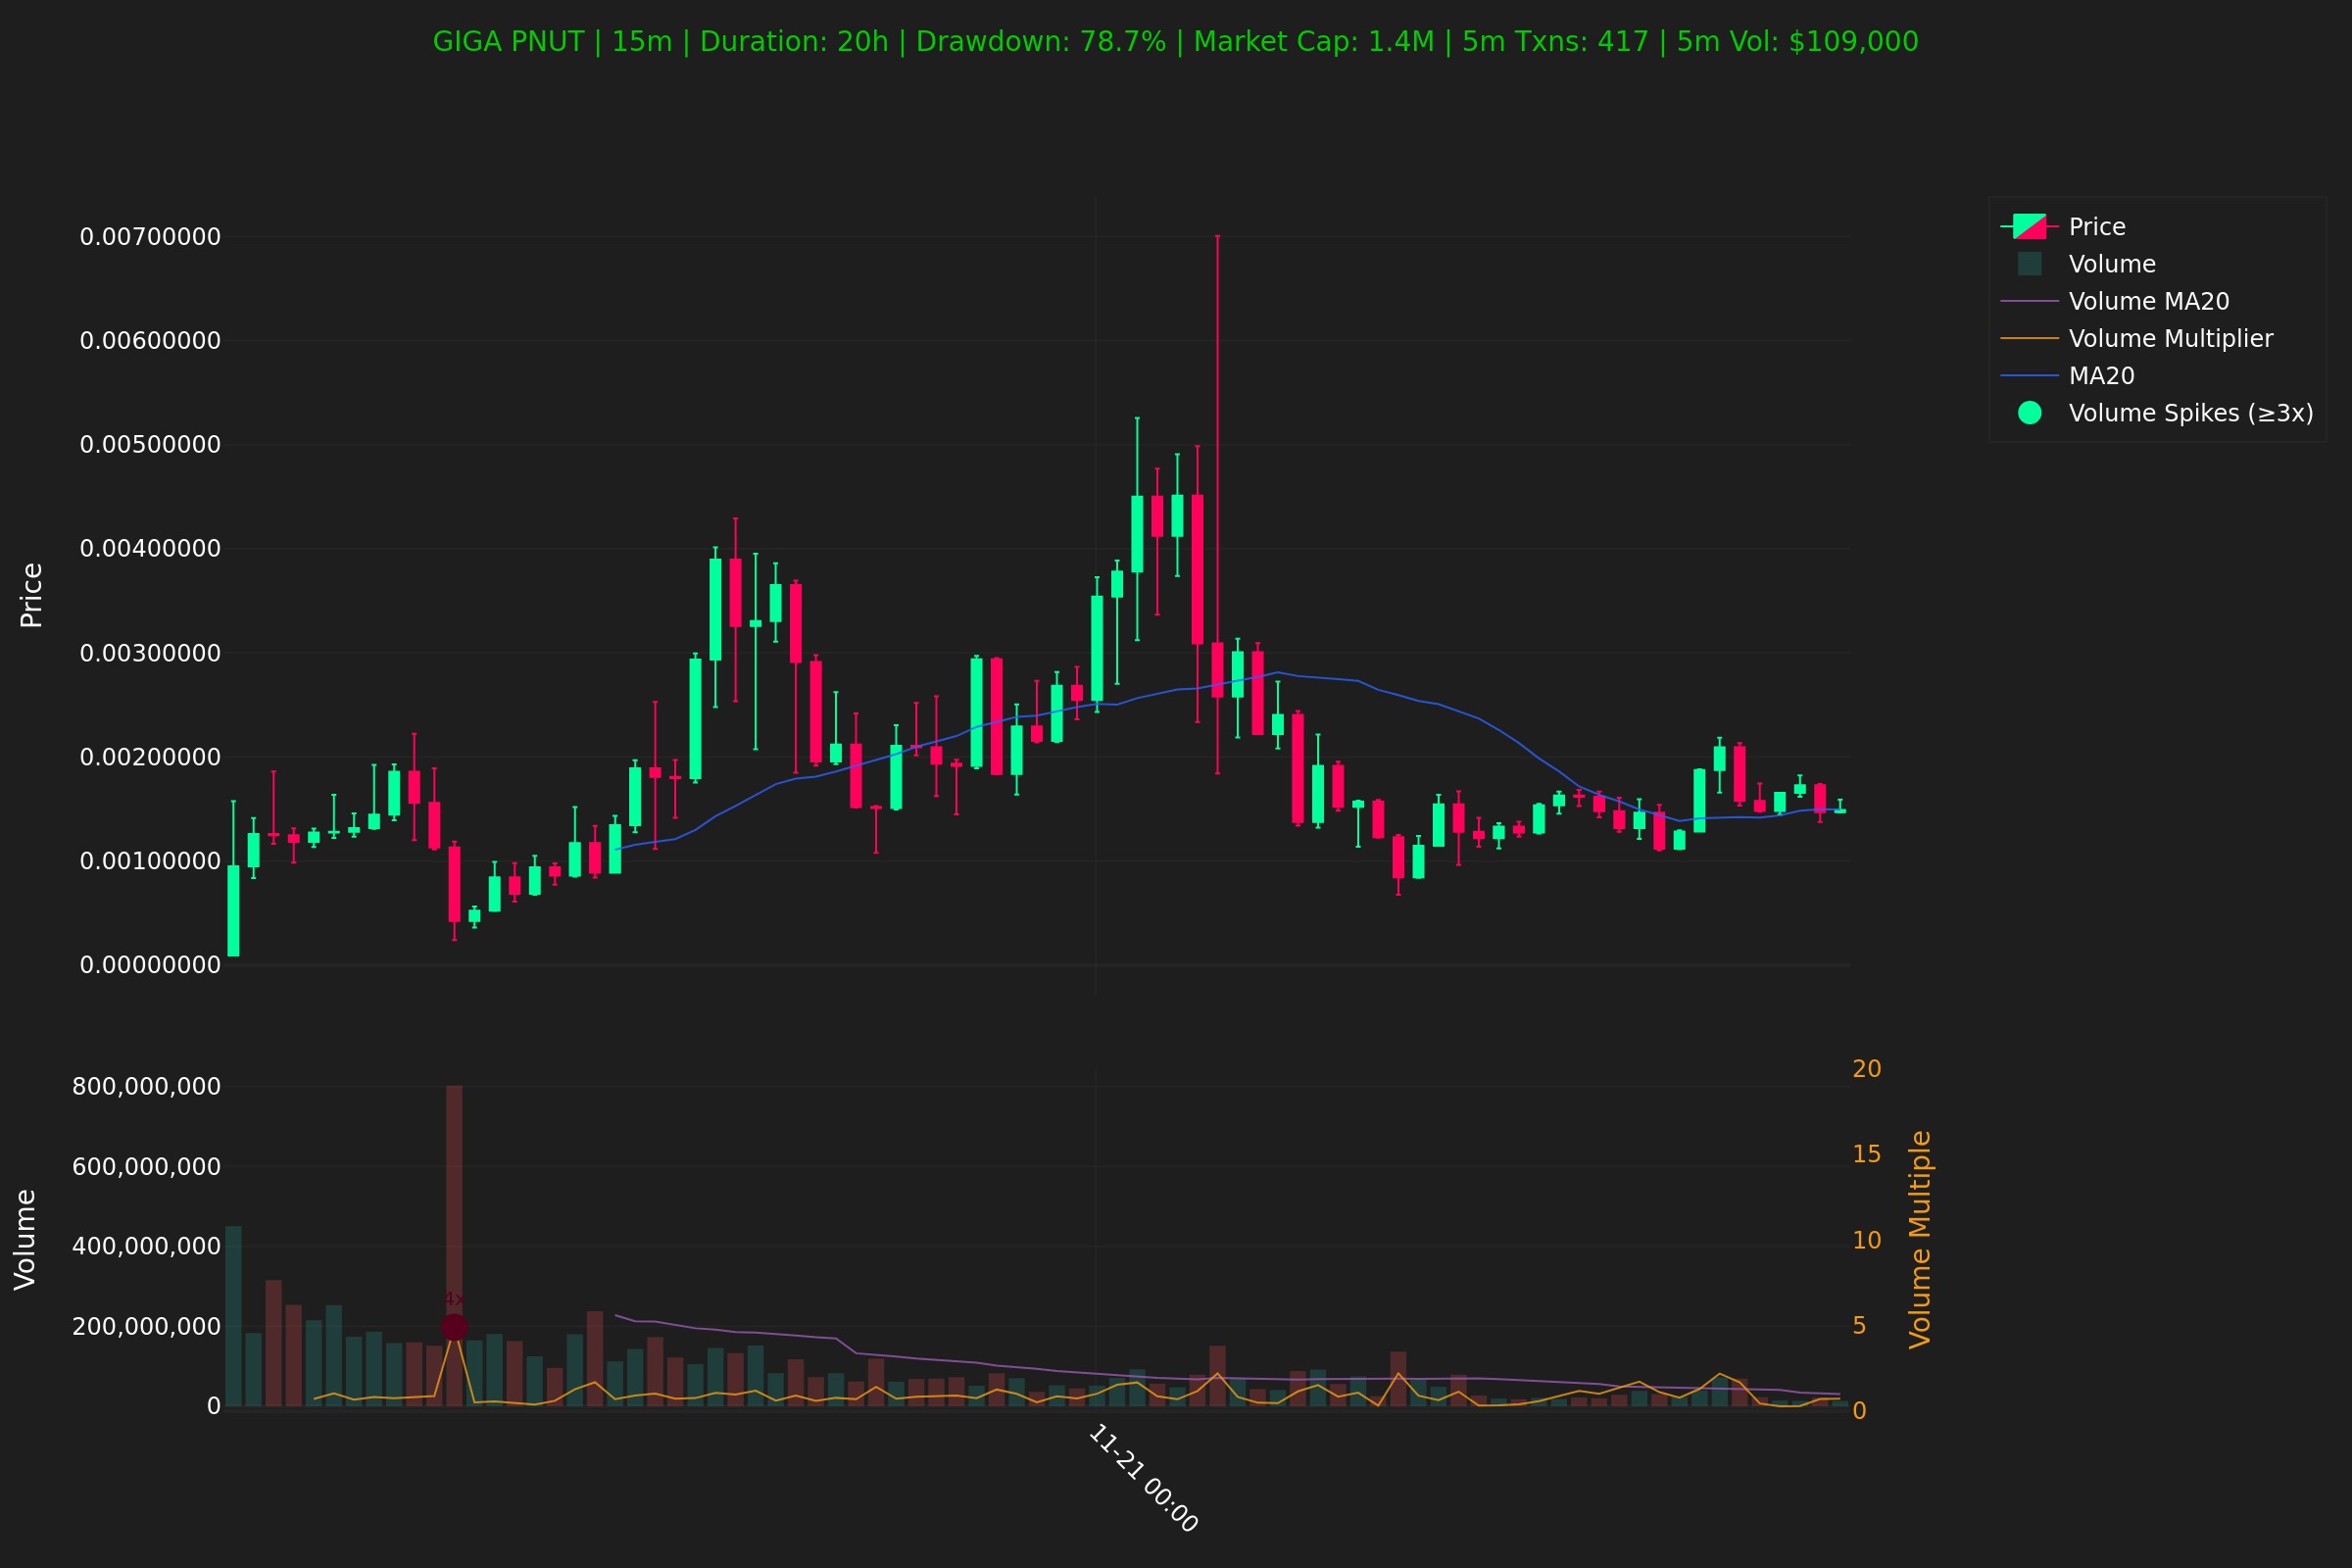 GIGA PNUT | 15m | Duration: 20h | Drawdown: 78.7% | Market Cap: 1.4M | 5m Txns: 417 | 5m Vol: $109,000
Price
0.00700000
0.00600000
0.00500000
0.00400000
0.00300000
0.00200000
0.00100000
0.00000000
Price
Volume
Volume MA20
Volume Multiplier
MA20
Volume Spikes (≥3x)
Volume
800,000,000
600,000,000
400,000,000
200,000,000
0
4x
20
15
10
5
0
Volume Multiple
11-21 00:00